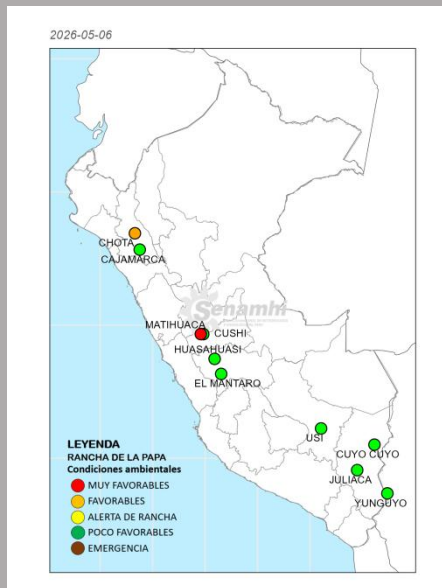 2026-05-06
CHOTA
CAJAMARCA
Senamhi
MATIHUACA
CUSHI
HUASAHUASI
EL MANTARO
USI
CUYO CUYO
JULIACA
YUNGUYO
LEYENDA
RANCHA DE LA PAPA
Condiciones ambientales
MUY FAVORABLES
FAVORABLES
ALERTA DE RANCHA
POCO FAVORABLES
EMERGENCIA